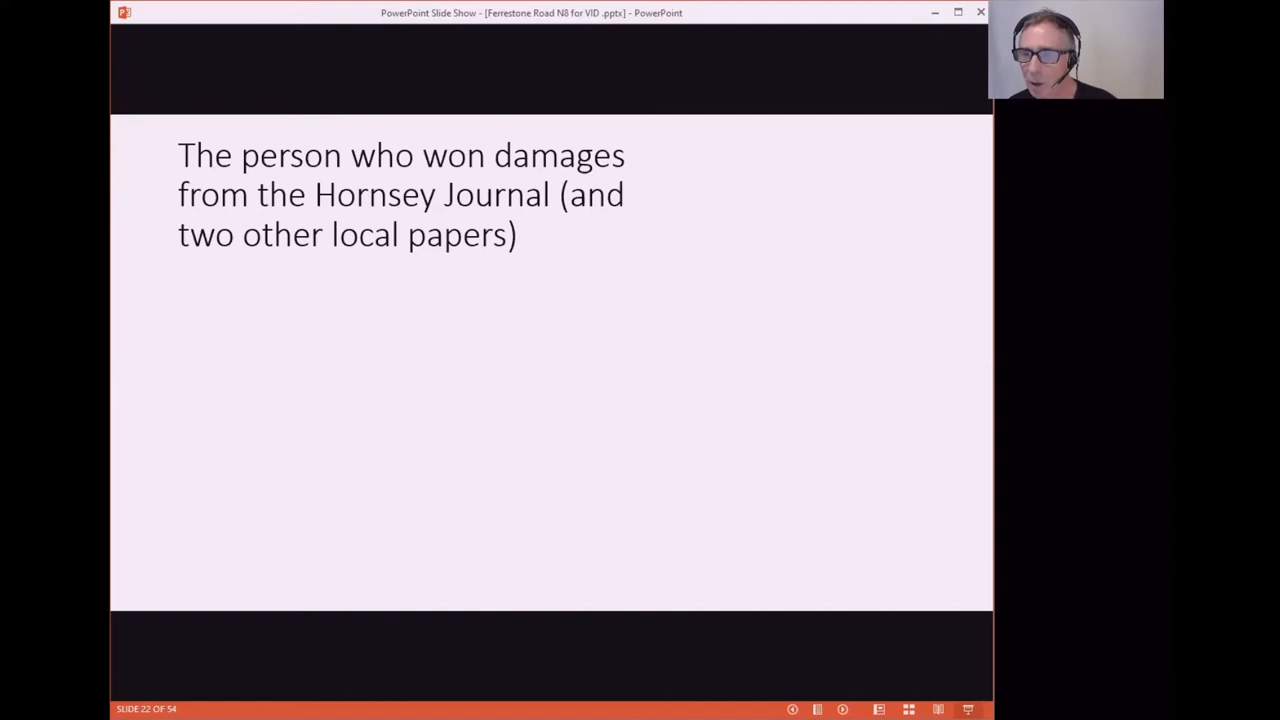 PowerPoint Slide Show - [Ferrestone Road N8 for VID .pptx] - PowerPoint
The person who won damages
from the Hornsey Journal (and
two other local papers)
SLIDE 22 OF 54